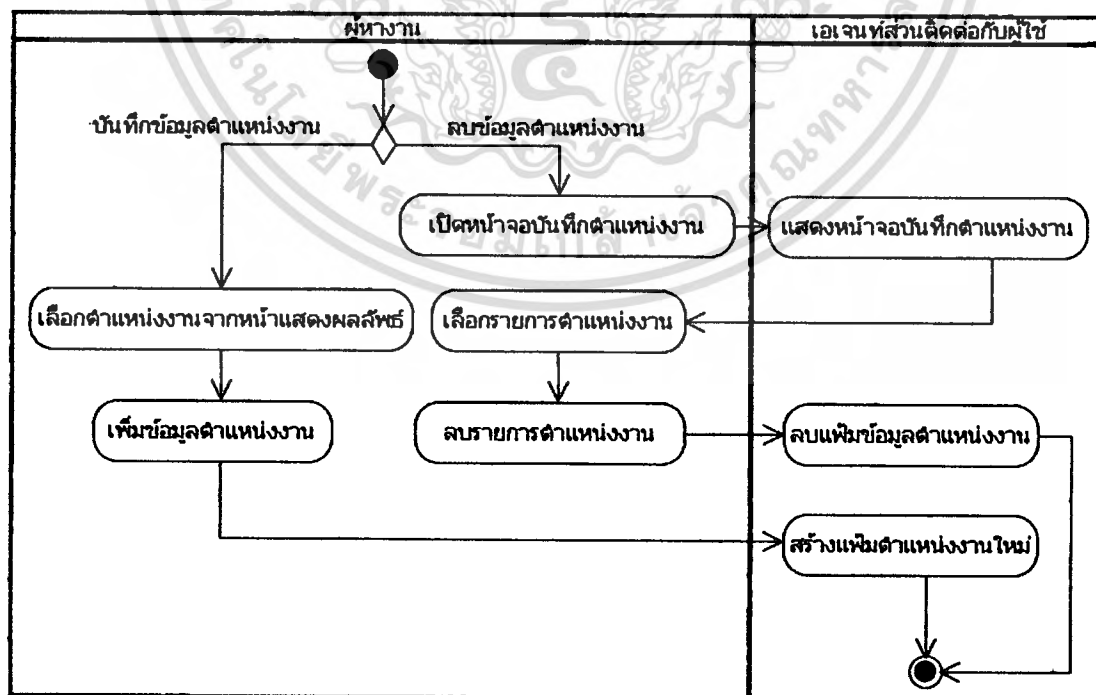 ผู้หางาน
เอเจนท์ส่วนติดต่อกับผู้ใช้
บันทึกข้อมูลตำแหน่งงาน
ลบข้อมูลตำแหน่งงาน
เปิดหน้าจอบันทึกตำแหน่งงาน
แสดงหน้าจอบันทึกตำแหน่งงาน
เลือกตำแหน่งงานจากหน้าแสดงผลลัพธ์
เลือกรายการตำแหน่งงาน
เพิ่มข้อมูลตำแหน่งงาน
ลบรายการตำแหน่งงาน
ลบแฟ้มข้อมูลตำแหน่งงาน
สร้างแฟ้มตำแหน่งงานใหม่